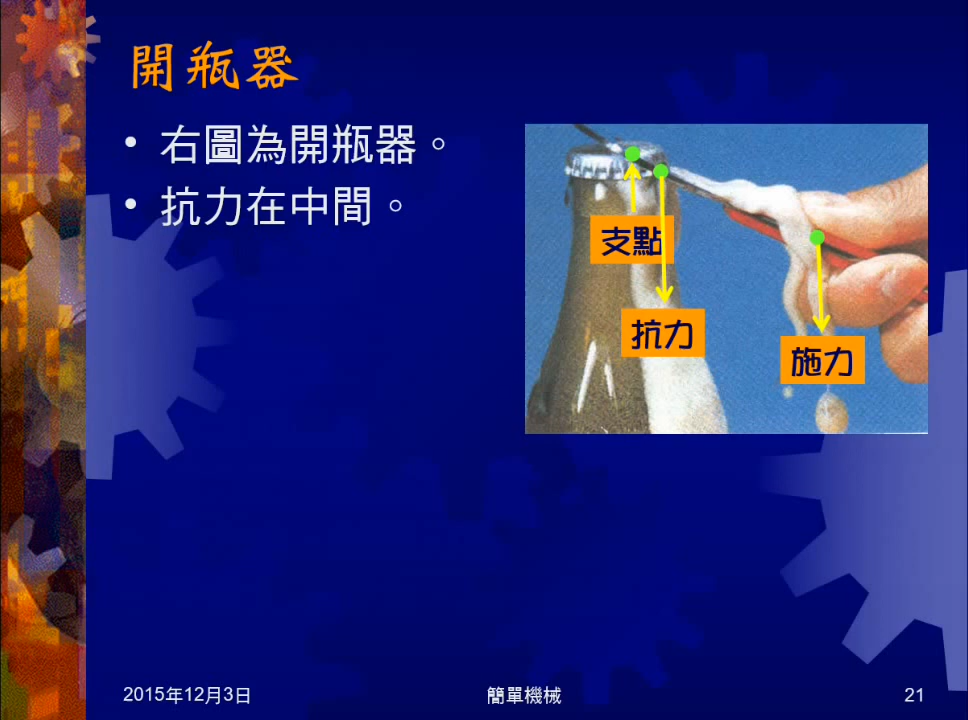 開瓶器
• 右圖為開瓶器。
• 抗力在中間。
支點
抗力
施力
2015年12月3日
簡單機械
21